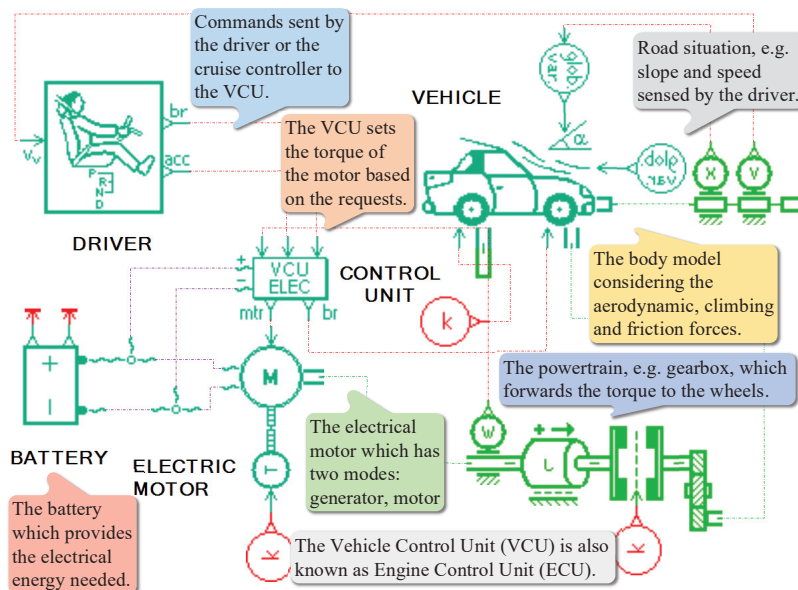 Commands sent by
the driver or the
cruise controller to
the VCU.
Road situation, e.g.
slope and speed
sensed by the driver.
VEHICLE
glob.
var.
α
glob
var
X
V
The VCU sets
the torque of
the motor based
on the requests.
br
acc
Vv
P
R
N
D
DRIVER
+
−
VCU
ELEC
mtr
br
CONTROL
UNIT
k
The body model
considering the
aerodynamic, climbing
and friction forces.
The powertrain, e.g. gearbox, which
forwards the torque to the wheels.
M
BATTERY
ELECTRIC
MOTOR
T
The electrical
motor which has
two modes:
generator, motor
W
+
The battery
which provides
the electrical
energy needed.
k
The Vehicle Control Unit (VCU) is also
known as Engine Control Unit (ECU).
k